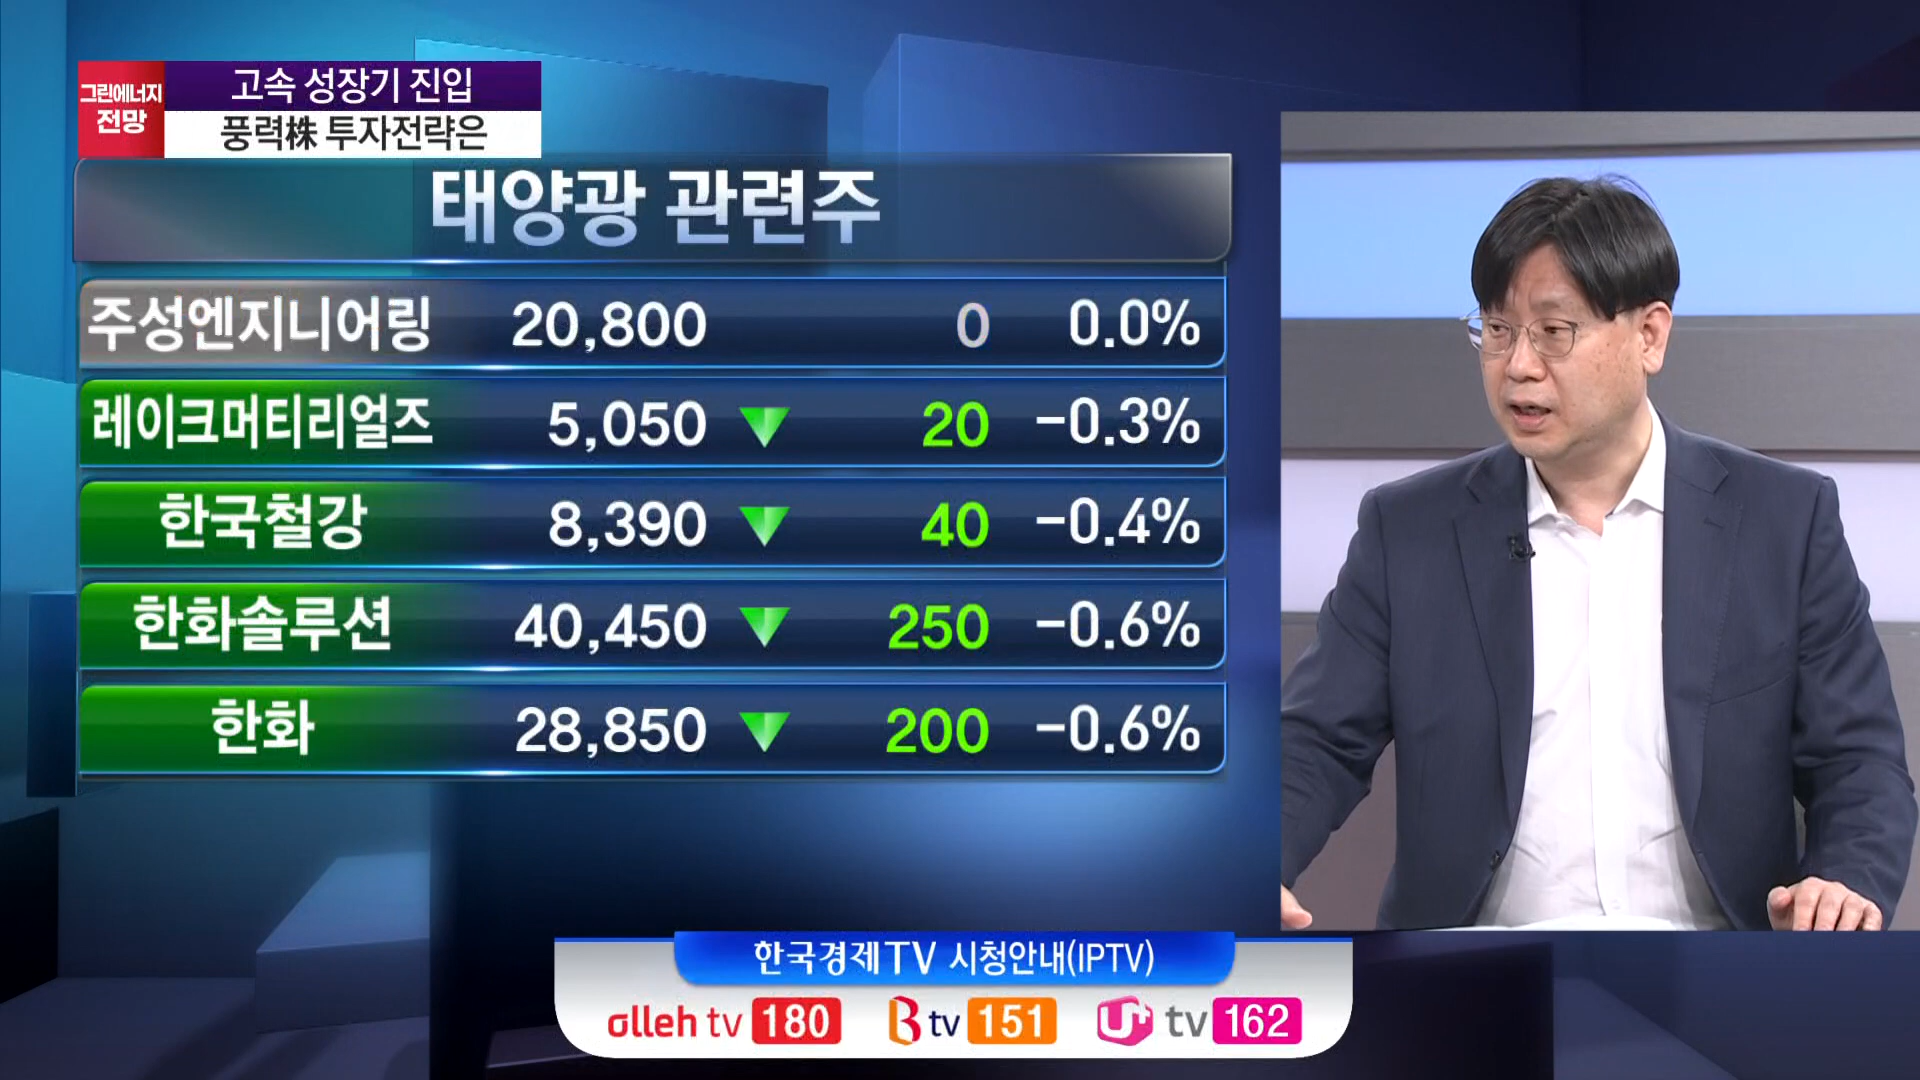 그린에너지
전망
고속 성장기 진입
풍력株 투자전략은
태양광 관련주
주성엔지니어링 20,800 0 0.0%
레이크머티리얼즈 5,050 ▼ 20 -0.3%
한국철강 8,390 ▼ 40 -0.4%
한화솔루션 40,450 ▼ 250 -0.6%
한화 28,850 ▼ 200 -0.6%
한국경제TV 시청안내(IPTV)
olleh tv 180 B tv 151 U+ tv 162